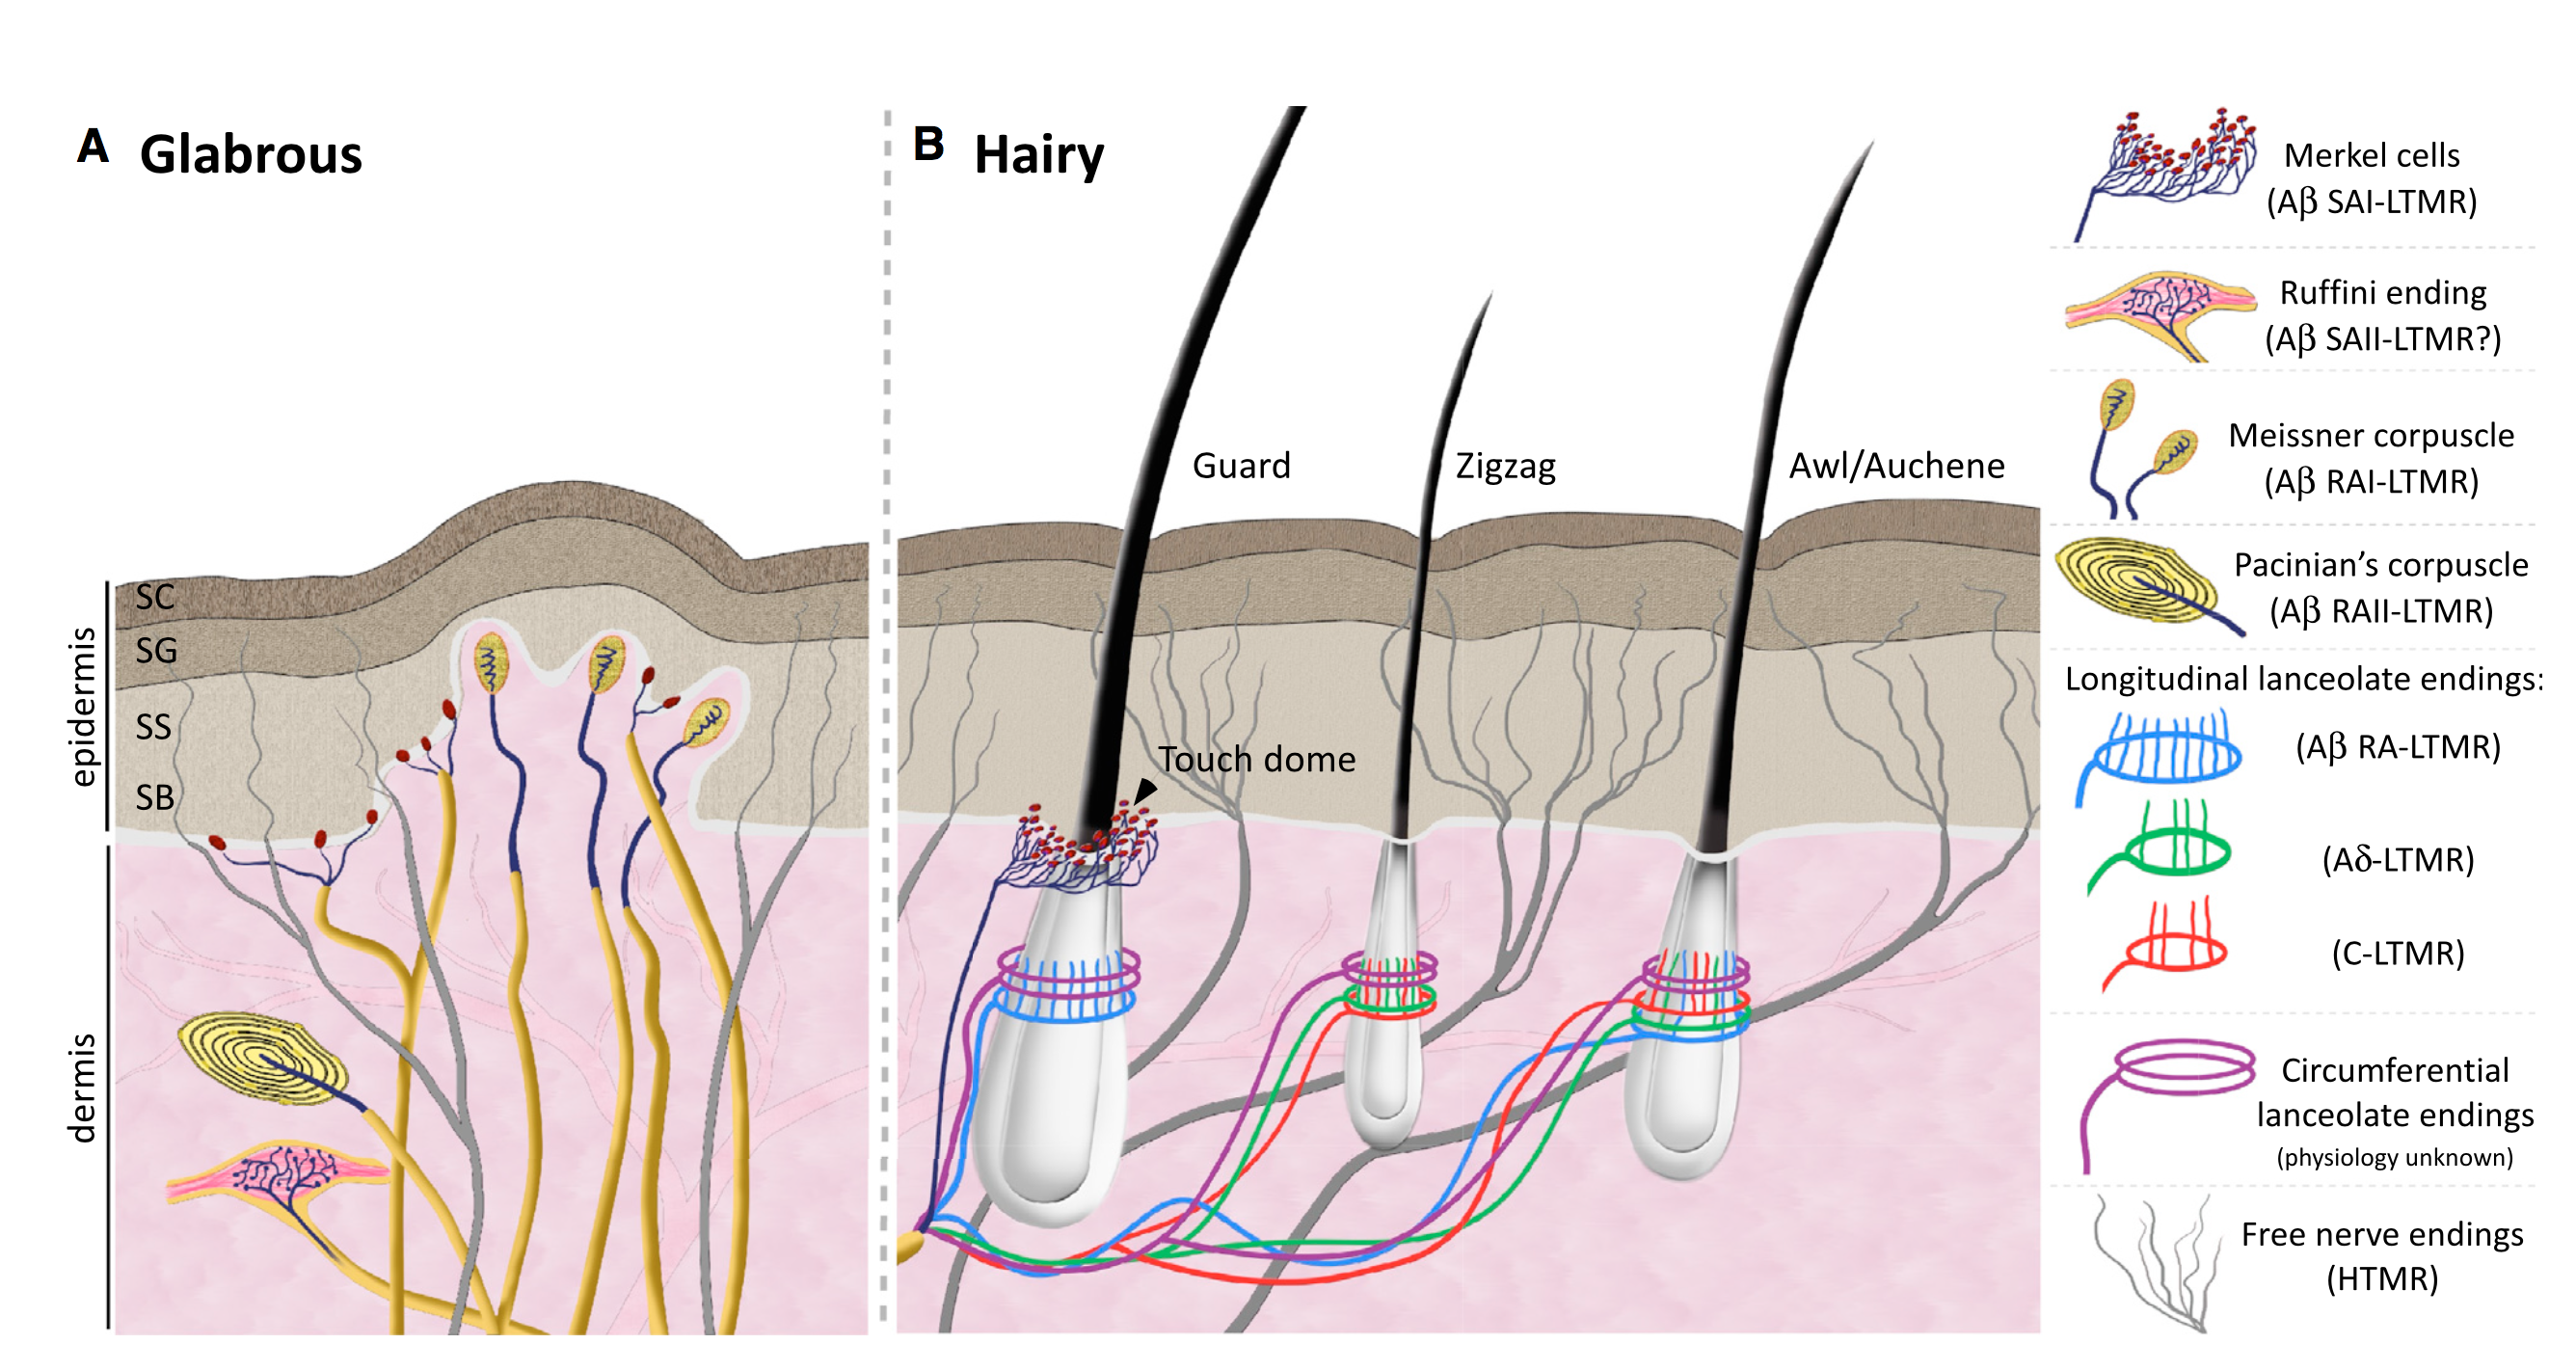 A Glabrous
SC
SG
SS
SB
epidermis
dermis
B Hairy
Guard
Zigzag
Awl/Auchene
Touch dome
Merkel cells
(Aβ SAI-LTMR)
Ruffini ending
(Aβ SAII-LTMR?)
Meissner corpuscle
(Aβ RAI-LTMR)
Pacinian’s corpuscle
(Aβ RAII-LTMR)
Longitudinal lanceolate endings:
(Aβ RA-LTMR)
(Aδ-LTMR)
(C-LTMR)
Circumferential
lanceolate endings
(physiology unknown)
Free nerve endings
(HTMR)